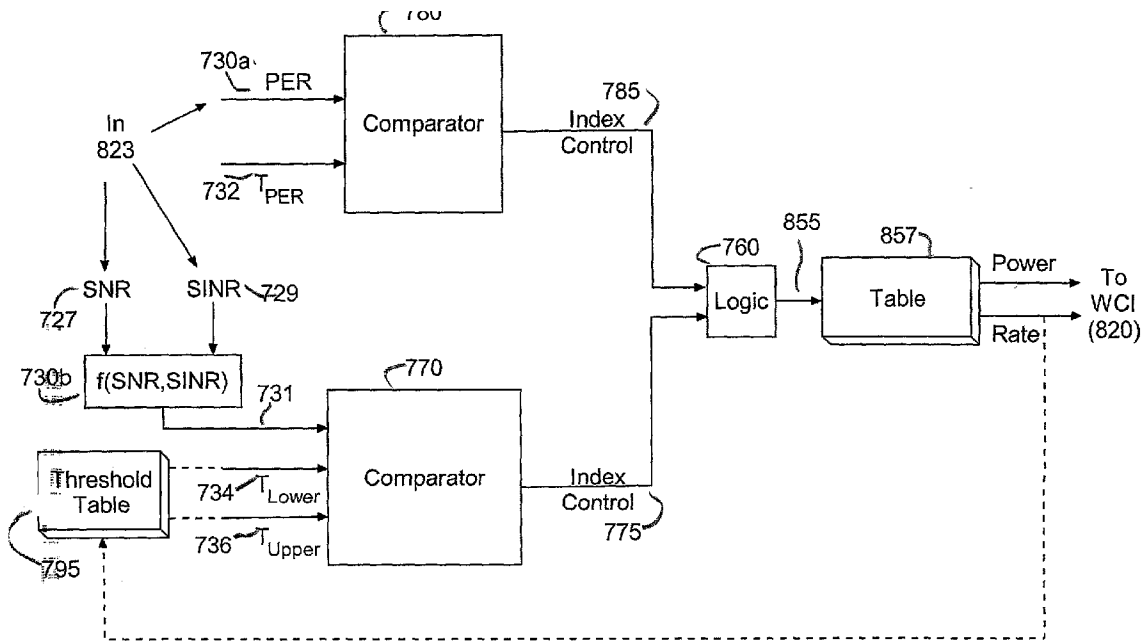 780
730a
PER
Comparator
785
Index
Control
In
823
732
T_PER
760
855
857
Logic
Table
Power
Rate
To
WCI
(820)
SNR
727
SINR
729
730b
f(SNR,SINR)
770
731
Comparator
Threshold
Table
734
T_Lower
736
T_Upper
795
Index
Control
775